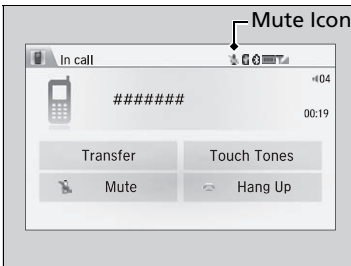 Mute Icon
In call
04
#######
00:19
Transfer
Touch Tones
Mute
Hang Up